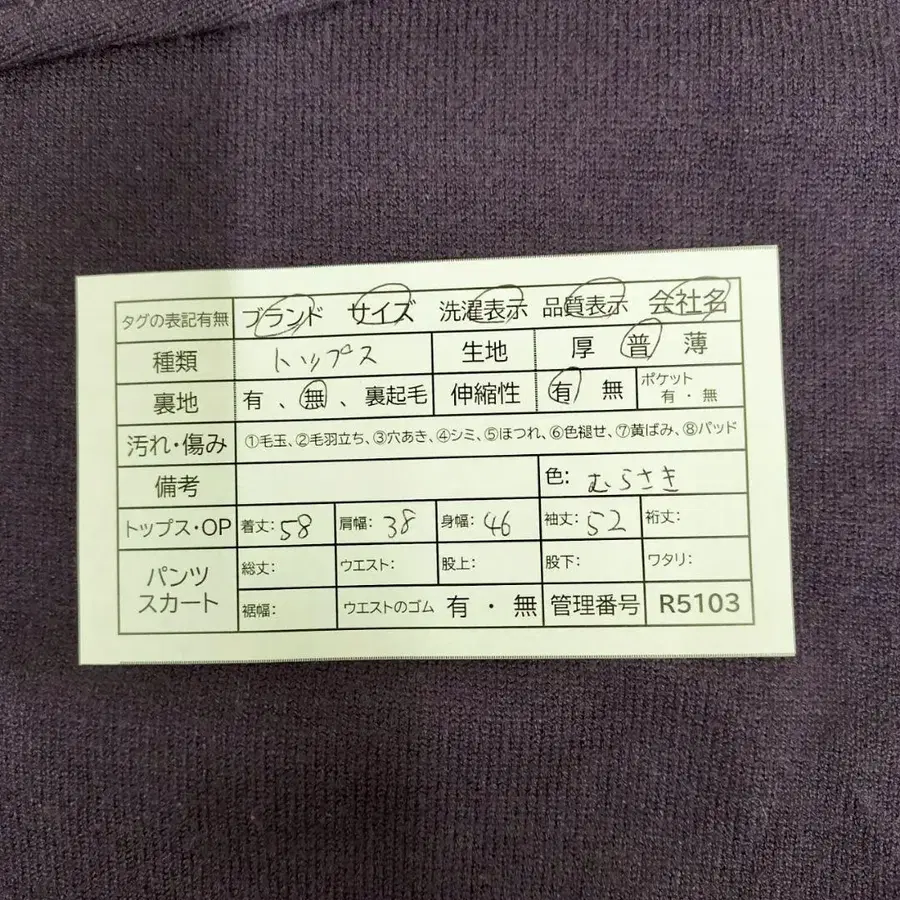 タグの表記有無 ブランド サイズ 洗濯表示 品質表示 会社名
種類 トップス 生地 厚 普 薄
裏地 有 、 無 、 裏起毛 伸縮性 有 無 ポケット 有 ・ 無
汚れ・傷み ①毛玉、②毛羽立ち、③穴あき、④シミ、⑤ほつれ、⑥色褪せ、⑦黄ばみ、⑧パッド
備考 色: むらさき
トップス・OP 着丈: 58 肩幅: 38 身幅: 46 袖丈: 52 裄丈:
パンツ スカート 総丈: ウエスト: 股上: 股下: ワタリ:
裾幅: ウエストのゴム 有 ・ 無 管理番号 R5103